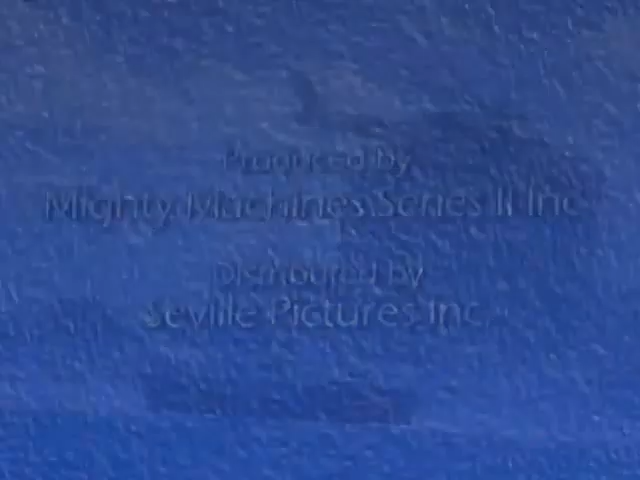 Produced by
Mighty Machines Series II Inc
Distributed by
Seville Pictures Inc.